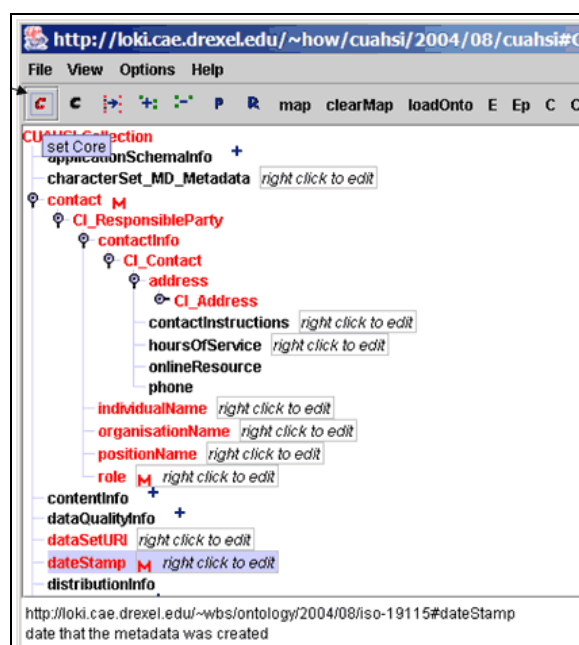 http://loki.cae.drexel.edu/~how/cuahsi/2004/08/cuahsi#C
File View Options Help
C C P R map clearMap loadOnto E Ep C
CUAHSI Collection
set Core
applicationSchemaInfo +
characterSet_MD_Metadata right click to edit
contact M
CI_ResponsibleParty
contactInfo
CI_Contact
address
CI_Address
contactInstructions right click to edit
hoursOfService right click to edit
onlineResource
phone
individualName right click to edit
organisationName right click to edit
positionName right click to edit
role M right click to edit
contentInfo +
dataQualityInfo +
dataSetURI right click to edit
dateStamp M right click to edit
distributionInfo
http://loki.cae.drexel.edu/~wbs/ontology/2004/08/iso-19115#dateStamp
date that the metadata was created